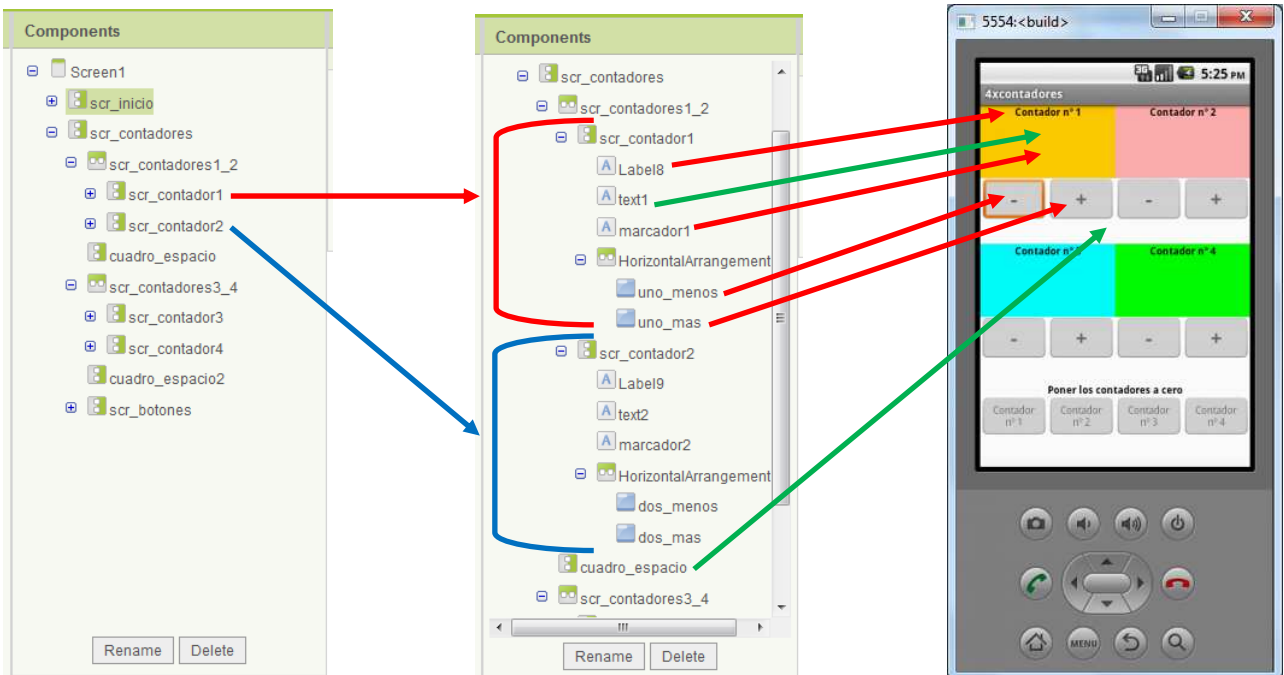 Components
Screen1
scr_inicio
scr_contadores
scr_contadores1_2
scr_contador1
scr_contador2
cuadro_espacio
scr_contadores3_4
scr_contador3
scr_contador4
cuadro_espacio2
scr_botones
Rename Delete
Components
scr_contadores
scr_contadores1_2
scr_contador1
A Label8
A text1
A marcador1
HorizontalArrangement
uno_menos
uno_mas
scr_contador2
A Label9
A text2
A marcador2
HorizontalArrangement
dos_menos
dos_mas
cuadro_espacio
scr_contadores3_4
Rename Delete
5554:<build>
3G 5:25 PM
4xcontadores
Contador nº 1 Contador nº 2
- + - +
Contador nº Contador nº 4
- + - +
Poner los contadores a cero
Contador Contador Contador Contador
nº 1 nº 2 nº 3 nº 4
MENU